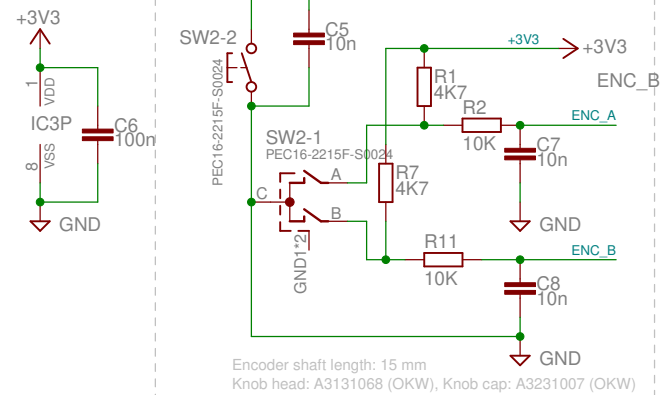 +3V3
1
VDD
IC3P
C6
100n
8
VSS
GND
SW2-2
PEC16-2215F-S0024
C5
10n
+3V3
+3V3
ENC_B
R1
4K7
R2
10K
ENC_A
C7
10n
GND
SW2-1
PEC16-2215F-S0024
A
R7
4K7
C
B
GND1*2
R11
10K
ENC_B
C8
10n
GND
Encoder shaft length: 15 mm
Knob head: A3131068 (OKW), Knob cap: A3231007 (OKW)